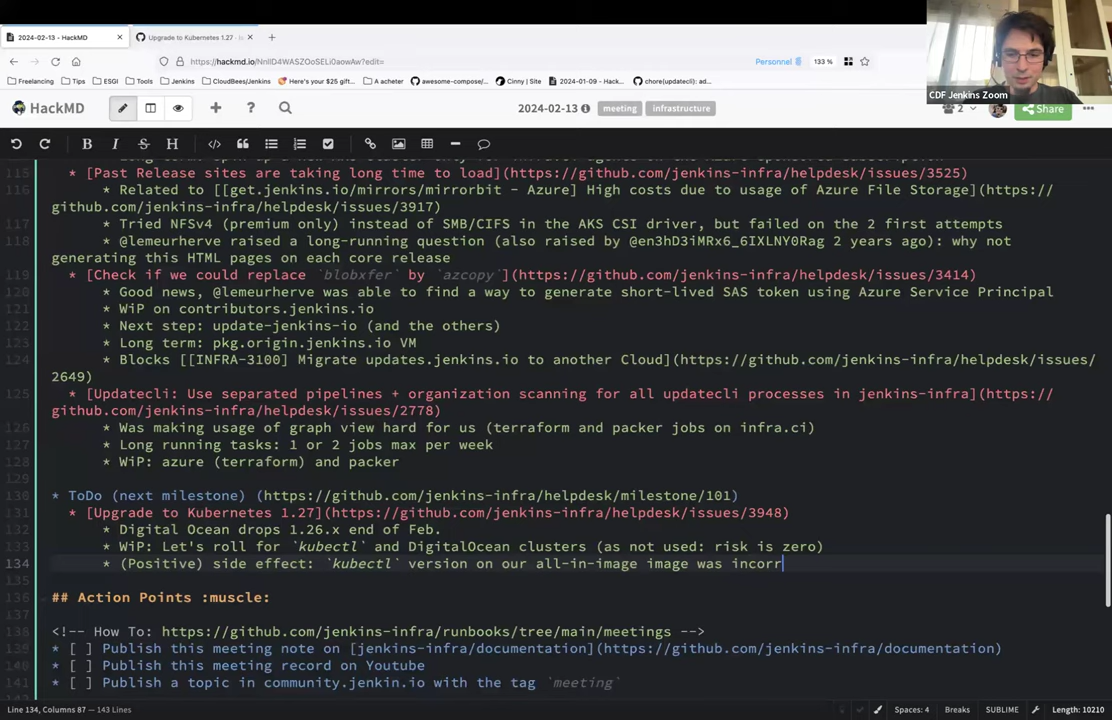 2024-02-13 - HackMD
Upgrade to Kubernetes 1.27
https://hackmd.io/NnlID4WASZOoSELi0aowAw?edit=
Personnel
133 %
Freelancing
Tips
ESGI
Tools
Jenkins
CloudBees/Jenkins
Here's your $25 gift...
A acheter
awesome-compose/...
Cinny | Site
2024-01-09 - HackMD
chore(updatecli): ad...
CDF Jenkins Zoom
HackMD
2024-02-13
meeting
infrastructure
2
Share
115 * [Past Release sites are taking long time to load](https://github.com/jenkins-infra/helpdesk/issues/3525)
116 * Related to [[get.jenkins.io/mirrors/mirrorbit - Azure] High costs due to usage of Azure File Storage](https://
github.com/jenkins-infra/helpdesk/issues/3917)
117 * Tried NFSv4 (premium only) instead of SMB/CIFS in the AKS CSI driver, but failed on the 2 first attempts
118 * @lemeurherve raised a long-running question (also raised by @en3hD3iMRx6_6IXLNY0Rag 2 years ago): why not
generating this HTML pages on each core release
119 * [Check if we could replace `blobxfer` by `azcopy`](https://github.com/jenkins-infra/helpdesk/issues/3414)
120 * Good news, @lemeurherve was able to find a way to generate short-lived SAS token using Azure Service Principal
121 * WiP on contributors.jenkins.io
122 * Next step: update-jenkins-io (and the others)
123 * Long term: pkg.origin.jenkins.io VM
124 * Blocks [[INFRA-3100] Migrate updates.jenkins.io to another Cloud](https://github.com/jenkins-infra/helpdesk/issues/
2649)
125 * [Updatecli: Use separated pipelines + organization scanning for all updatecli processes in jenkins-infra](https://
github.com/jenkins-infra/helpdesk/issues/2778)
126 * Was making usage of graph view hard for us (terraform and packer jobs on infra.ci)
127 * Long running tasks: 1 or 2 jobs max per week
128 * WiP: azure (terraform) and packer
129
130 * ToDo (next milestone) (https://github.com/jenkins-infra/helpdesk/milestone/101)
131 * [Upgrade to Kubernetes 1.27](https://github.com/jenkins-infra/helpdesk/issues/3948)
132 * Digital Ocean drops 1.26.x end of Feb.
133 * WiP: Let's roll for `kubectl` and DigitalOcean clusters (as not used: risk is zero)
134 * (Positive) side effect: `kubectl` version on our all-in-image image was incorr
136 ## Action Points :muscle:
137
138 <!-- How To: https://github.com/jenkins-infra/runbooks/tree/main/meetings -->
139 * [ ] Publish this meeting note on [jenkins-infra/documentation](https://github.com/jenkins-infra/documentation)
140 * [ ] Publish this meeting record on Youtube
141 * [ ] Publish a topic in community.jenkin.io with the tag `meeting`
Line 134, Columns 87 — 143 Lines
Spaces: 4
Breaks
SUBLIME
Length: 10210